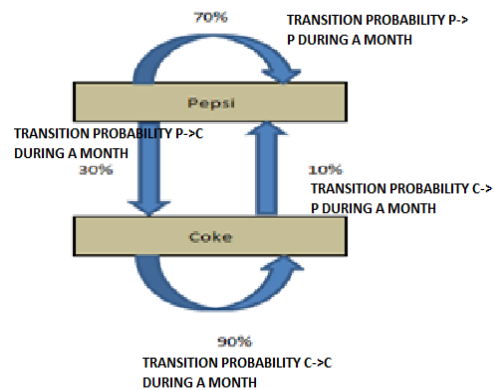 70%
TRANSITION PROBABILITY P->
P DURING A MONTH
Pepsi
TRANSITION PROBABILITY P->C
DURING A MONTH
30%
10%
TRANSITION PROBABILITY C->
P DURING A MONTH
Coke
90%
TRANSITION PROBABILITY C->C
DURING A MONTH